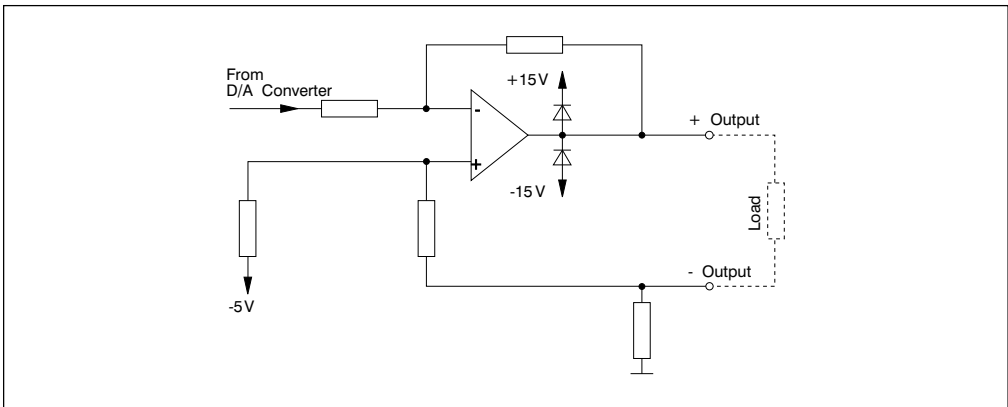 From
D/A Converter
+15V
-
+ Output
+
-15V
Load
- Output
-5V